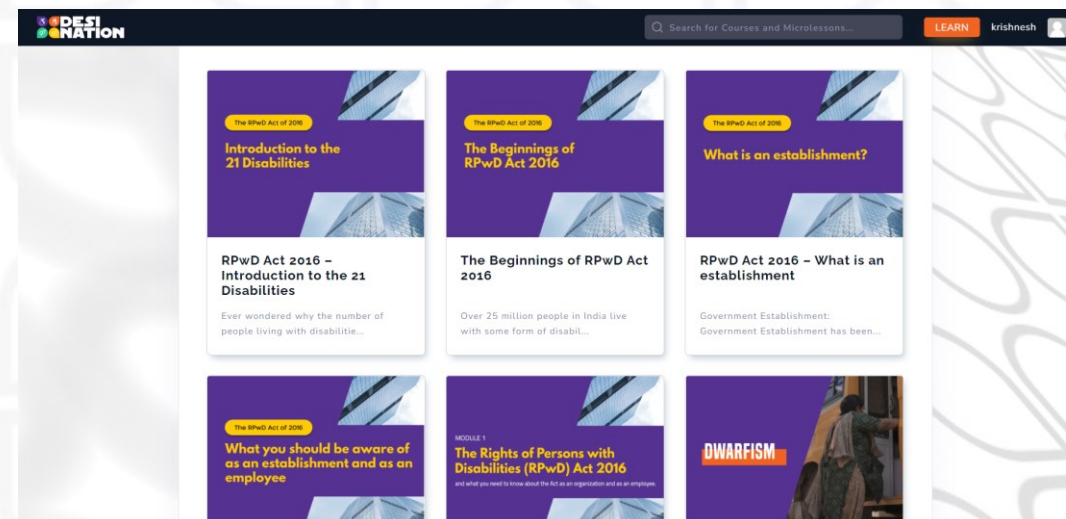 DESI
NATION
Search for Courses and Microlessons...
LEARN
krishnesh
The RPwD Act of 2016
Introduction to the
21 Disabilities
RPwD Act 2016 –
Introduction to the 21
Disabilities
Ever wondered why the number of
people living with disabilitie...
The RPwD Act of 2016
The Beginnings of
RPwD Act 2016
The Beginnings of RPwD Act
2016
Over 25 million people in India live
with some form of disabil...
The RPwD Act of 2016
What is an establishment?
RPwD Act 2016 – What is an
establishment
Government Establishment:
Government Establishment has been...
The RPwD Act of 2016
What you should be aware of
as an establishment and as an
employee
MODULE 1
The Rights of Persons with
Disabilities (RPwD) Act 2016
and what you need to know about the Act as an organization and as an employee.
DWARFISM